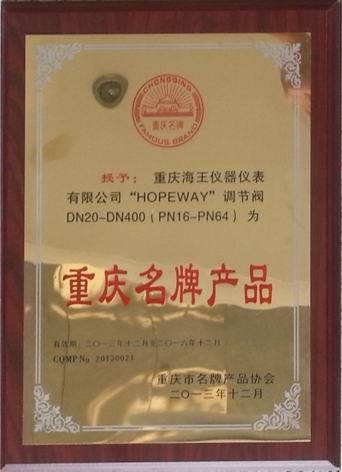 CHONGQING
重庆名牌
FAMOUS BRAND
授予：重庆海王仪器仪表
有限公司“HOPEWAY”调节阀
DN20-DN400（PN16-PN64）为
重庆名牌产品
有效期：二〇一三年十二月至二〇一六年十二月
CQMP.Ng 20130021
重庆市名牌产品协会
二〇一三年十二月